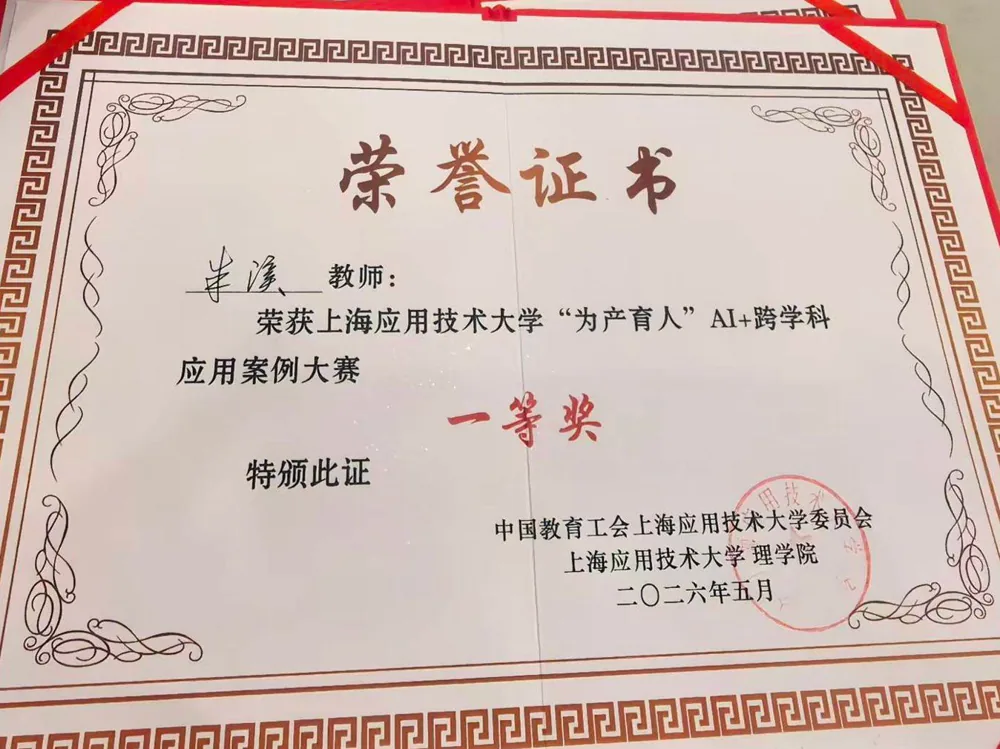 荣誉证书
教师：
荣获上海应用技术大学“为产育人”AI+跨学科
应用案例大赛
一等奖
特颁此证
中国教育工会上海应用技术大学委员会
上海应用技术大学 理学院
二〇二六年五月
用技术